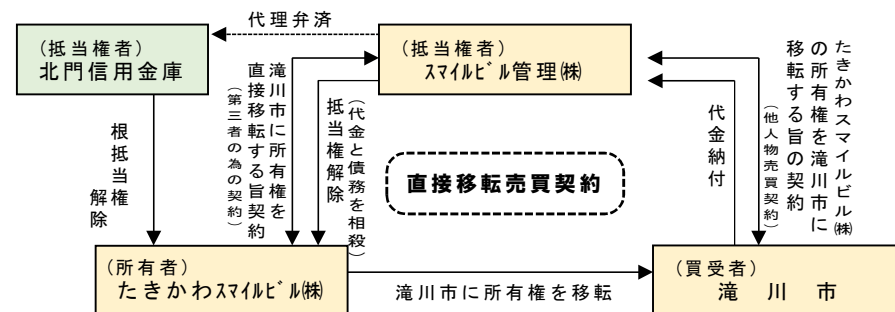 代理弁済
(抵当権者)
北門信用金庫
(抵当権者)
ｽﾏｲﾙﾋﾞﾙ管理㈱
根抵当権
解除
滝川市に所有権を
直接移転する旨契約
(第三者の為の契約)
抵当権解除
(代金と債務を相殺)
直接移転売買契約
代金納付
たきかわスマイルビル㈱
の所有権を滝川市に
移転する旨の契約
(他人物売買契約)
(所有者)
たきかわｽﾏｲﾙﾋﾞﾙ㈱
滝川市に所有権を移転
(買受者)
滝川市